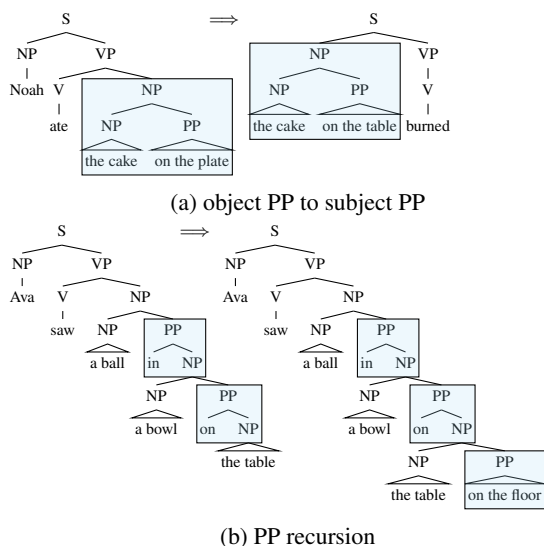 S ⟹ S
NP VP NP VP
Noah V NP NP PP V
ate NP PP the cake on the table burned
the cake on the plate
(a) object PP to subject PP
S ⟹ S
NP VP NP VP
Ava V NP Ava V NP
saw NP PP saw NP PP
a ball in NP a ball in NP
NP PP NP PP
a bowl on NP a bowl on NP
the table NP PP
the table on the floor
(b) PP recursion